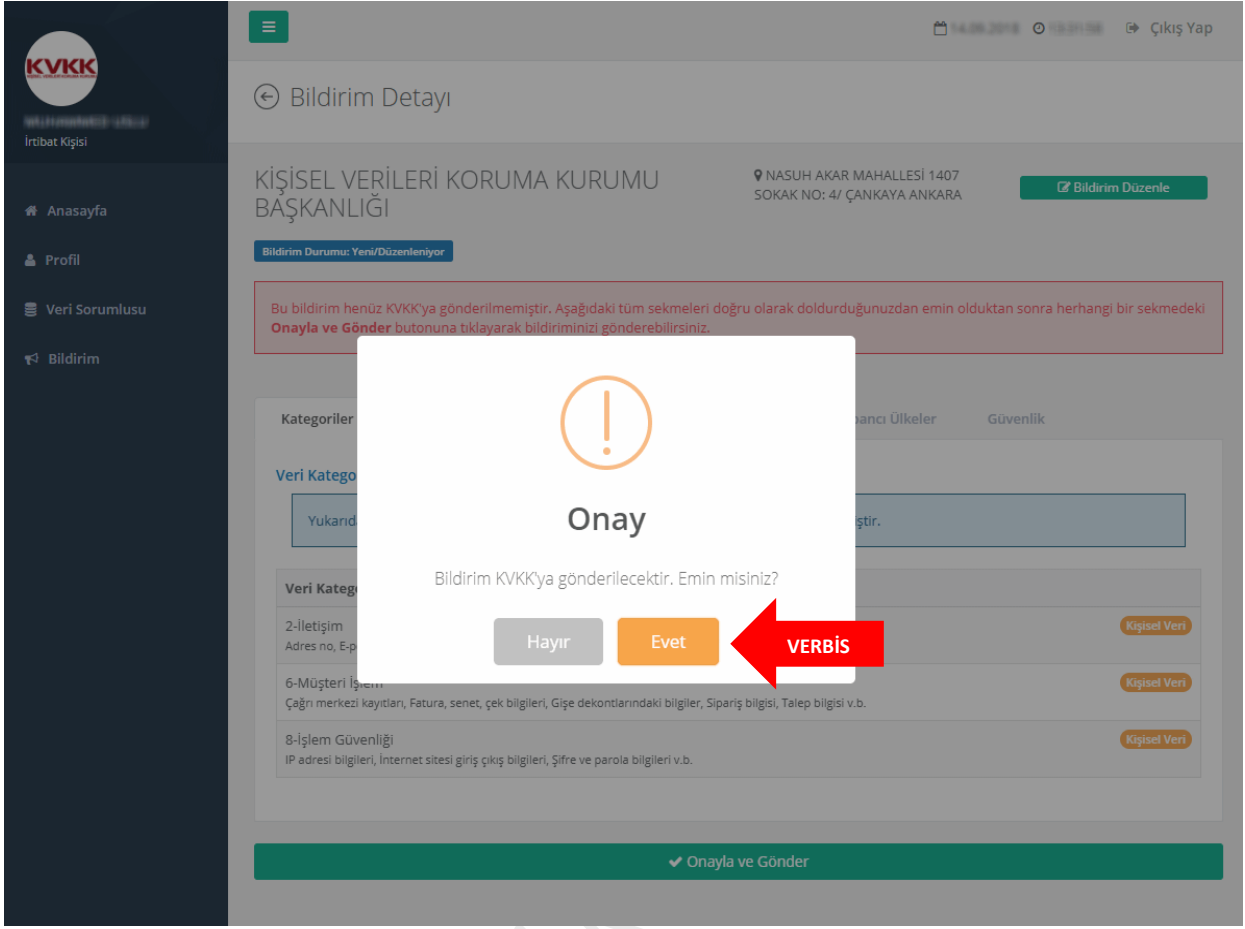 Çıkış Yap
KVKK
İrtibat Kişisi
Anasayfa
Profil
Veri Sorumlusu
Bildirim
Bildirim Detayı
KİŞİSEL VERİLERİ KORUMA KURUMU
BAŞKANLIĞI
NASUH AKAR MAHALLESİ 1407
SOKAK NO: 4/ ÇANKAYA ANKARA
Bildirim Düzenle
Bildirim Durumu: Yeni/Düzenleniyor
Bu bildirim henüz KVKK'ya gönderilmemiştir. Aşağıdaki tüm sekmeleri doğru olarak doldurduğunuzdan emin olduktan sonra herhangi bir sekmedeki
Onayla ve Gönder butonuna tıklayarak bildiriminizi gönderebilirsiniz.
Kategoriler
Ülkeler
Güvenlik
Veri
Onay
Bildirim KVKK'ya gönderilecektir. Emin misiniz?
Hayır
Evet
VERBİS
Veri
2-İletişim
Adres no,
Kişisel Veri
6-Müşteri İşlem
Çağrı merkezi kayıtları, Fatura, senet, çek bilgileri, Gişe dekontlarındaki bilgiler, Sipariş bilgisi, Talep bilgisi v.b.
Kişisel Veri
8-İşlem Güvenliği
IP adresi bilgileri, İnternet sitesi giriş çıkış bilgileri, Şifre ve parola bilgileri v.b.
Kişisel Veri
Onayla ve Gönder